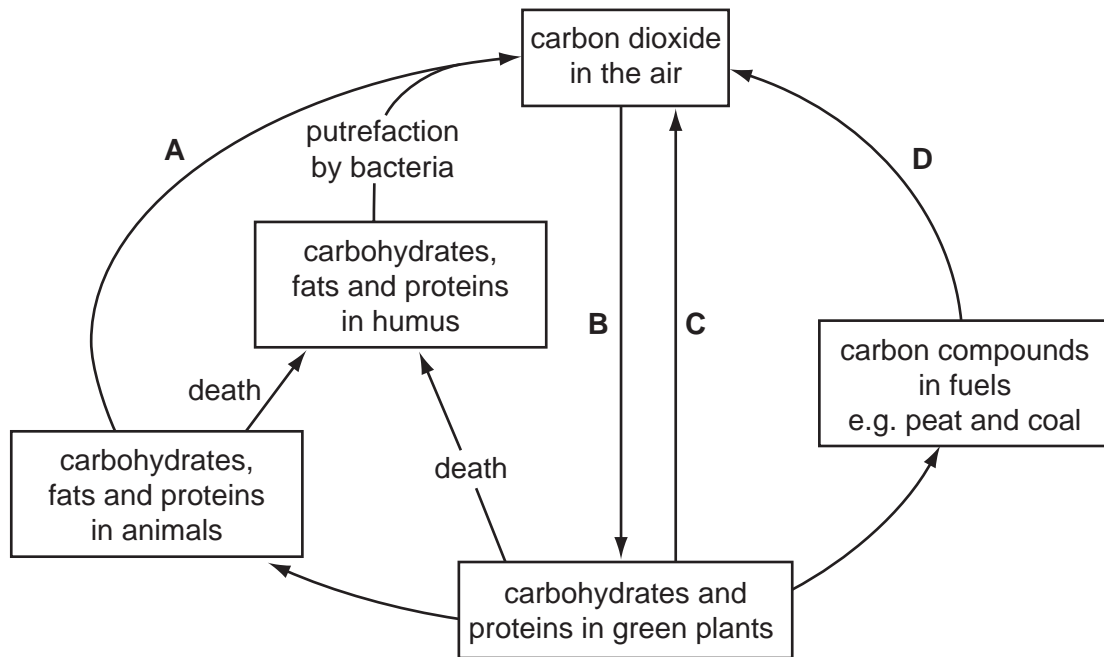 carbon dioxide
in the air
A
putrefaction
by bacteria
D
carbohydrates,
fats and proteins
in humus
B
C
carbon compounds
in fuels
e.g. peat and coal
death
carbohydrates,
fats and proteins
in animals
death
carbohydrates and
proteins in green plants